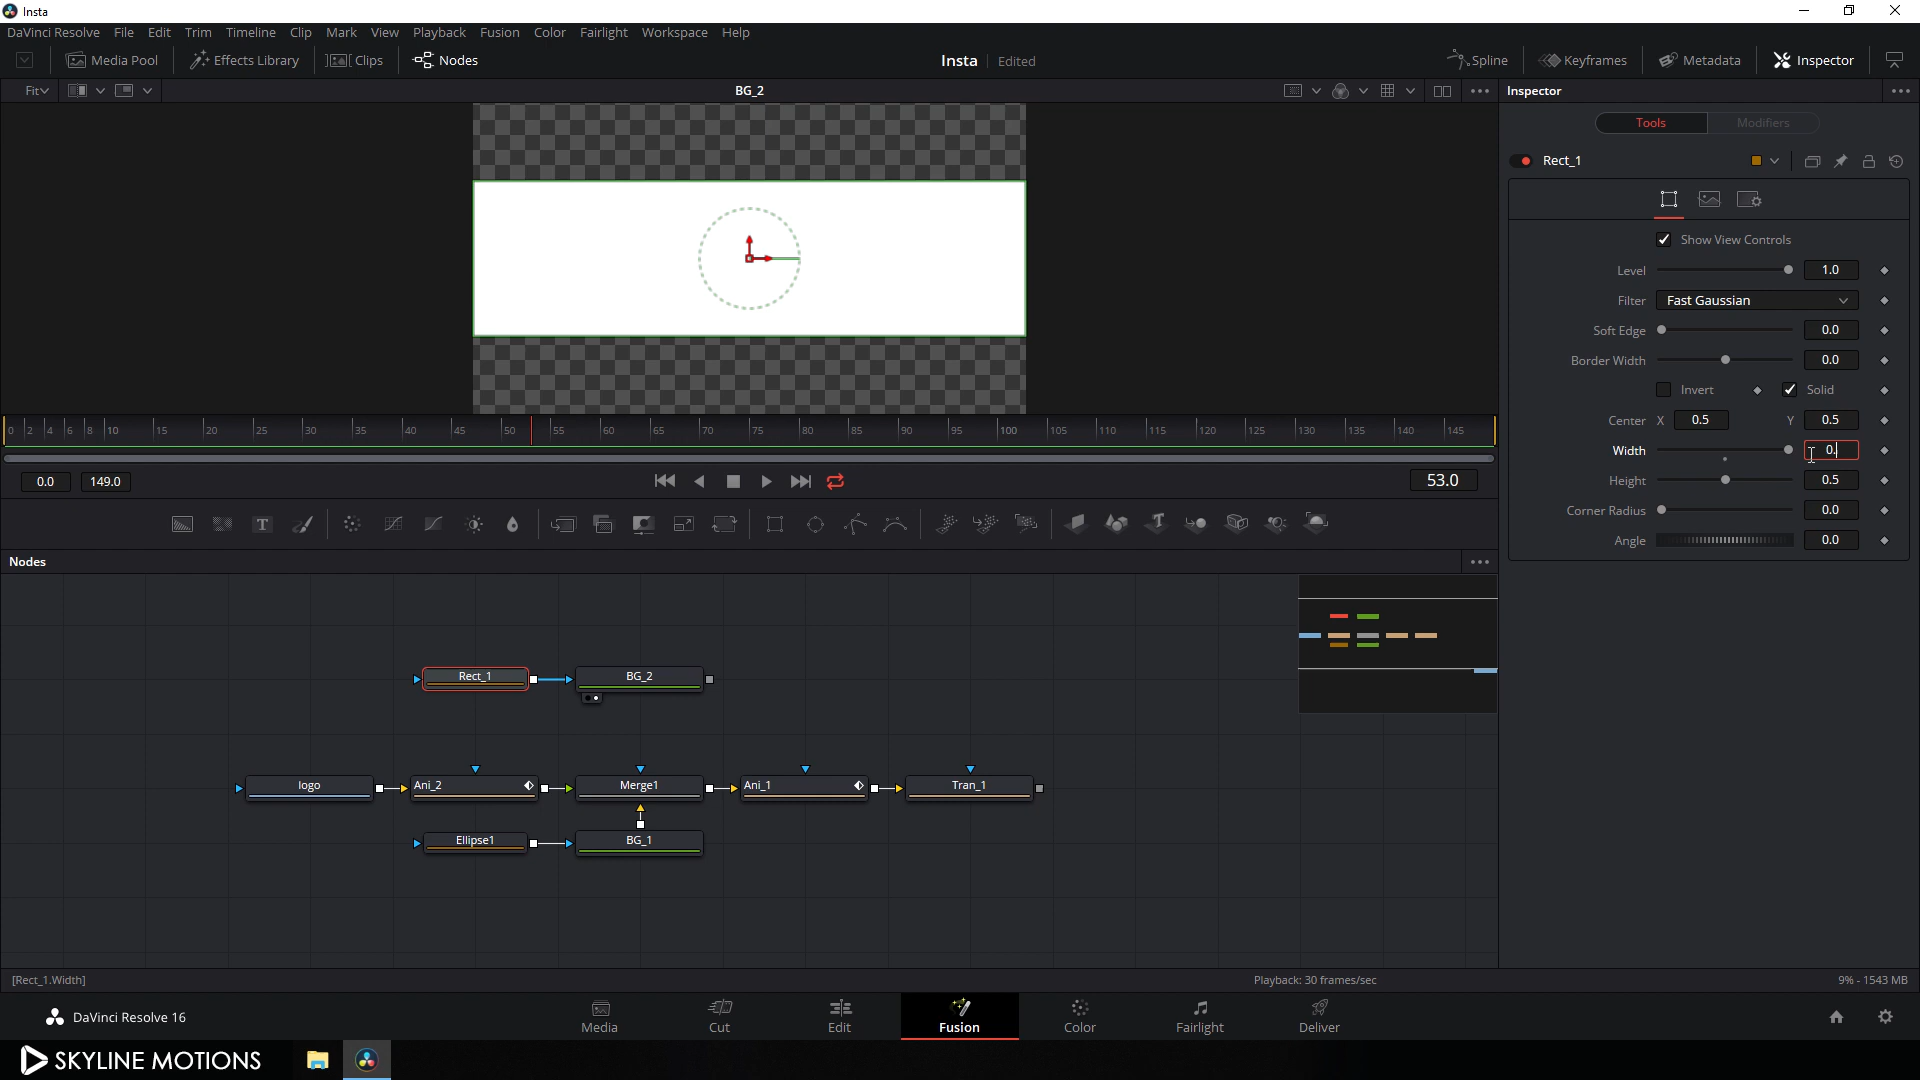 Insta
DaVinci Resolve File Edit Trim Timeline Clip Mark View Playback Fusion Color Fairlight Workspace Help
Media Pool Effects Library Clips Nodes Insta Edited Spline Keyframes Metadata Inspector
Fit BG_2 Inspector
Tools Modifiers
Rect_1
Show View Controls
Level 1.0
Filter Fast Gaussian
Soft Edge 0.0
Border Width 0.0
Invert Solid
Center X 0.5 Y 0.5
Width 0.
Height 0.5
Corner Radius 0.0
Angle 0.0
0 2 4 6 8 10 15 20 25 30 35 40 45 50 55 60 65 70 75 80 85 90 95 100 105 110 115 120 125 130 135 140 145
0.0 149.0 53.0
Nodes
Rect_1 BG_2
logo Ani_2 Merge1 Ani_1 Tran_1
Ellipse1 BG_1
[Rect_1.Width] Playback: 30 frames/sec 9% - 1543 MB
DaVinci Resolve 16 Media Cut Edit Fusion Color Fairlight Deliver
SKYLINE MOTIONS